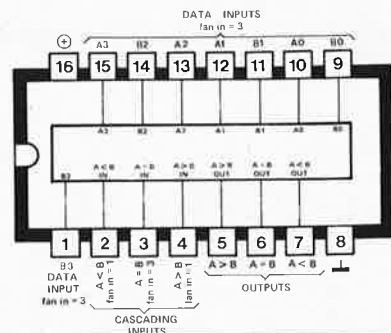 DATA INPUTS
fan in = 3
⊕ A3 B2 A2 A1 B1 A0 B0
16 15 14 13 12 11 10 9
A3 B2 A2 A1 B1 A0 B0
B3 A<B IN A=B IN A>B IN A>B OUT A=B OUT A<B OUT
1 2 3 4 5 6 7 8
B3
DATA
INPUT
fan in = 3
A < B
fan in = 1
A = B
fan in = 3
A > B
fan in = 1
A > B A = B A < B
OUTPUTS
CASCADING
INPUTS